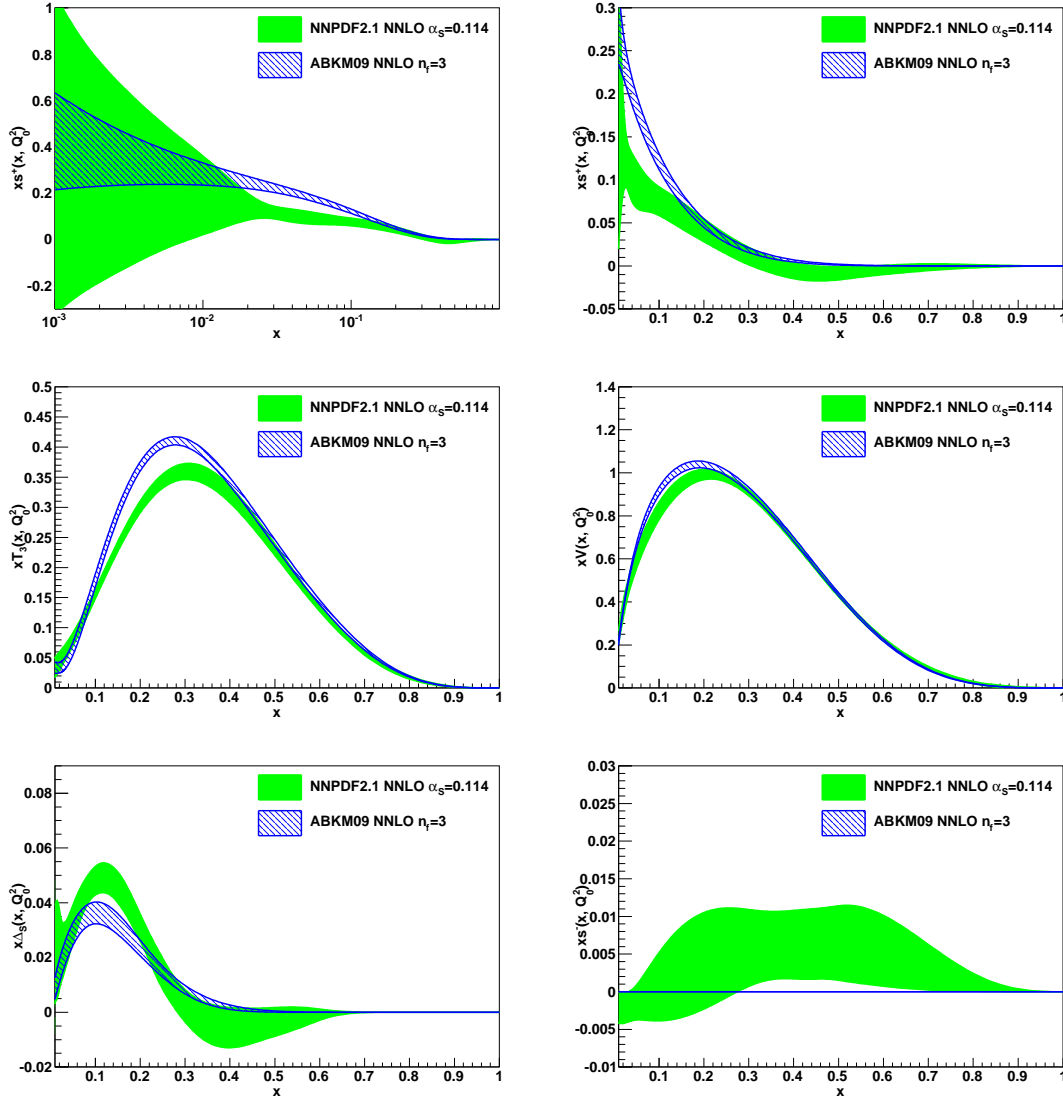 xs⁺(x, Q₀²)
1
0.8
0.6
0.4
0.2
0
-0.2
NNPDF2.1 NNLO αₛ=0.114
ABKM09 NNLO n_f=3
10⁻³ 10⁻² 10⁻¹
x
xs⁺(x, Q₀²)
0.3
0.25
0.2
0.15
0.1
0.05
0
-0.05
NNPDF2.1 NNLO αₛ=0.114
ABKM09 NNLO n_f=3
0.1 0.2 0.3 0.4 0.5 0.6 0.7 0.8 0.9 1
x
xT₃(x, Q₀²)
0.5
0.45
0.4
0.35
0.3
0.25
0.2
0.15
0.1
0.05
0
NNPDF2.1 NNLO αₛ=0.114
ABKM09 NNLO n_f=3
0.1 0.2 0.3 0.4 0.5 0.6 0.7 0.8 0.9 1
x
xV(x, Q₀²)
1.4
1.2
1.0
0.8
0.6
0.4
0.2
0
NNPDF2.1 NNLO αₛ=0.114
ABKM09 NNLO n_f=3
0.1 0.2 0.3 0.4 0.5 0.6 0.7 0.8 0.9 1
x
xΔₛ(x, Q₀²)
0.08
0.06
0.04
0.02
0
-0.02
NNPDF2.1 NNLO αₛ=0.114
ABKM09 NNLO n_f=3
0.1 0.2 0.3 0.4 0.5 0.6 0.7 0.8 0.9 1
x
xs⁻(x, Q₀²)
0.03
0.025
0.02
0.015
0.01
0.005
0
-0.005
-0.01
NNPDF2.1 NNLO αₛ=0.114
ABKM09 NNLO n_f=3
0.1 0.2 0.3 0.4 0.5 0.6 0.7 0.8 0.9 1
x